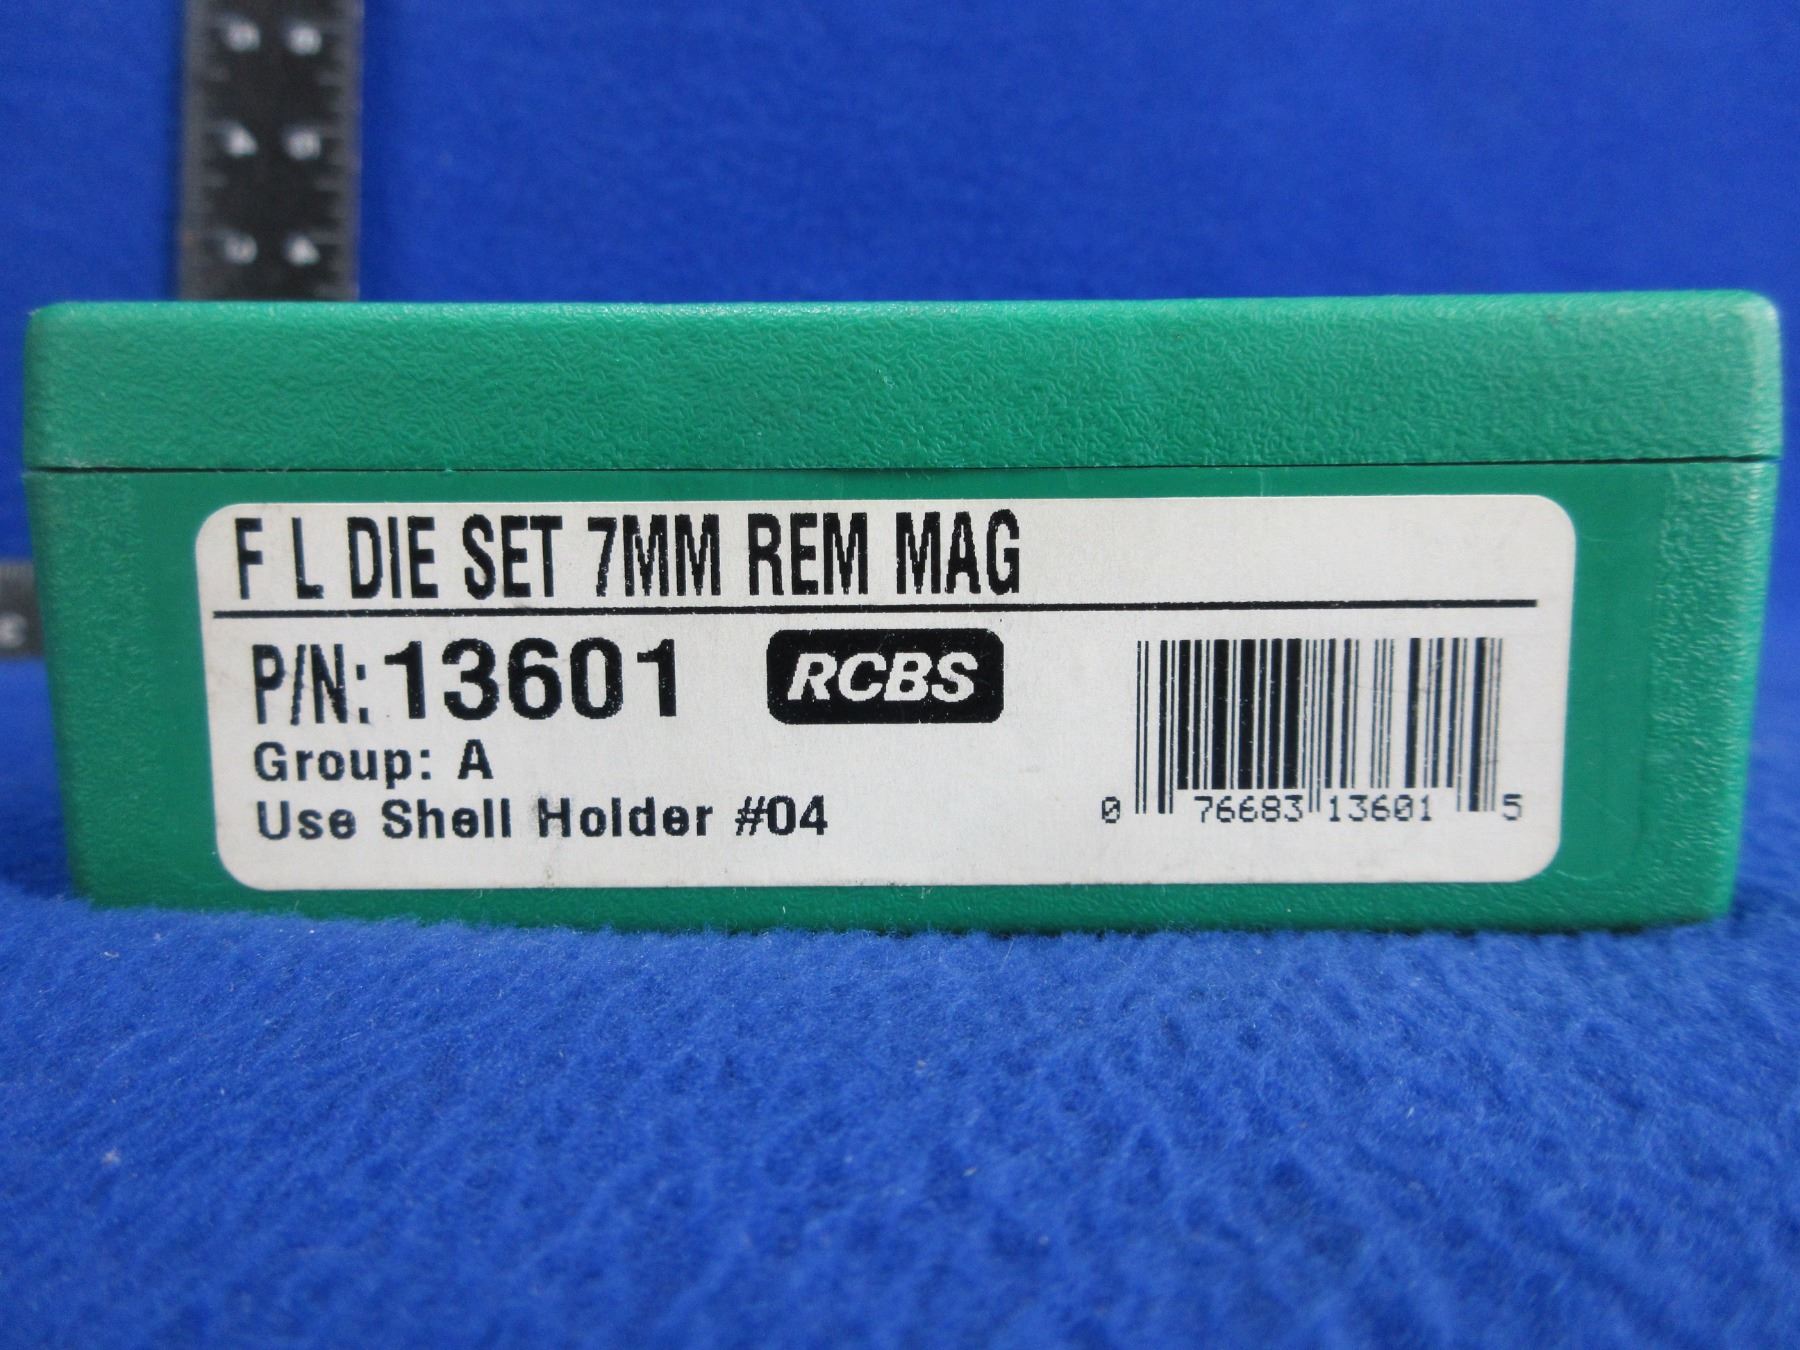 F L DIE SET 7MM REM MAG
P/N: 13601 RCBS
Group: A
Use Shell Holder #04
0 76683 13601 5